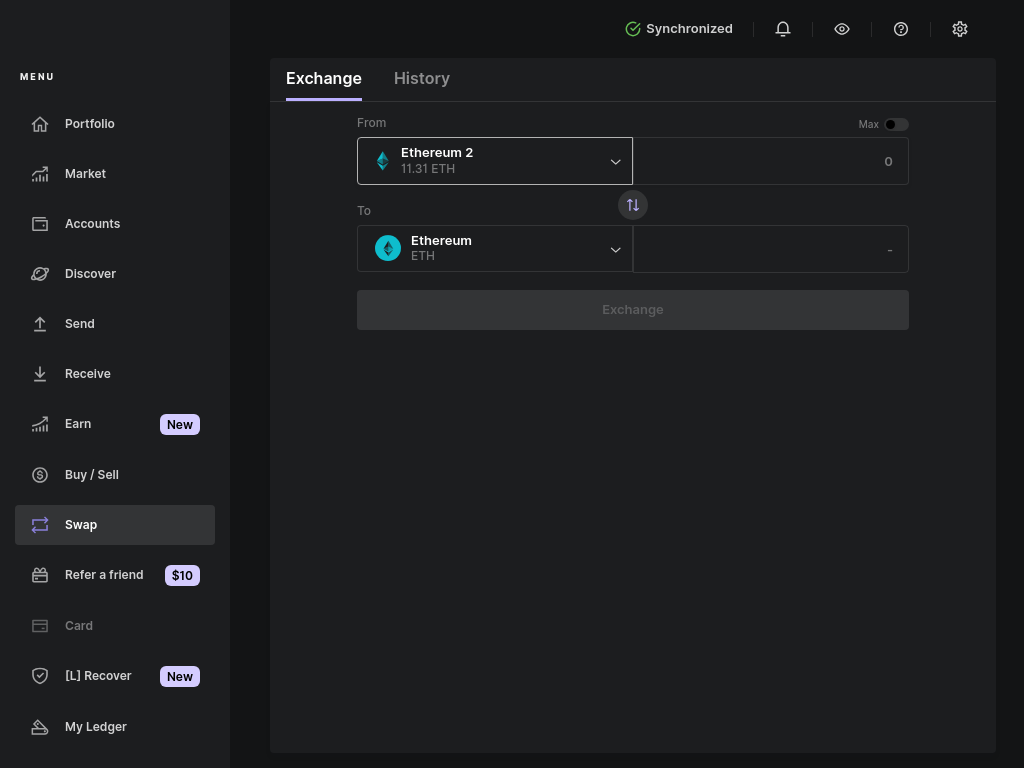 Synchronized
MENU
Portfolio
Market
Accounts
Discover
Send
Receive
Earn New
Buy / Sell
Swap
Refer a friend $10
Card
[L] Recover New
My Ledger
Exchange History
From Max
Ethereum 2
11.31 ETH
0
To
Ethereum
ETH
-
Exchange